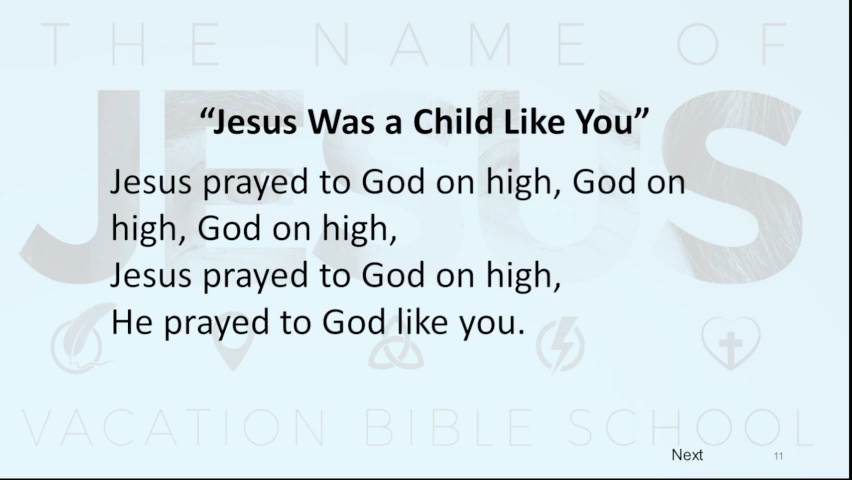 THE NAME OF
JESUS
“Jesus Was a Child Like You”
Jesus prayed to God on high, God on
high, God on high,
Jesus prayed to God on high,
He prayed to God like you.
VACATION BIBLE SCHOOL
Next
11